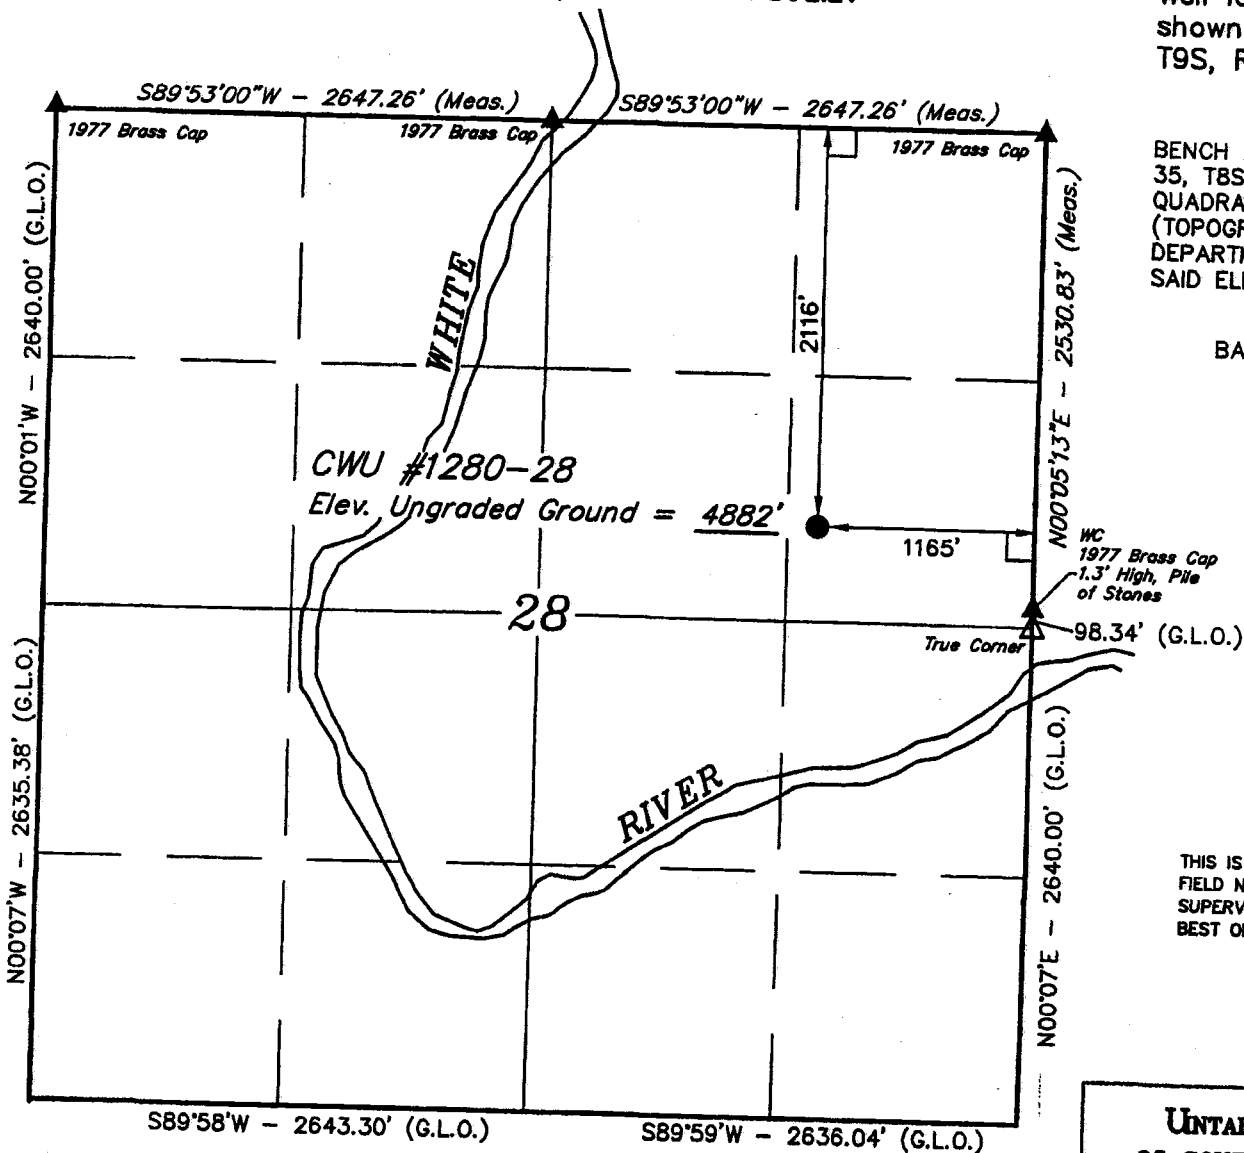 shown
T9S, R
S89°53'00"W - 2647.26' (Meas.)
S89°53'00"W - 2647.26' (Meas.)
1977 Brass Cap
1977 Brass Cap
1977 Brass Cap
BENCH
35, T8S
QUADRA
(TOPOGR
DEPARTM
SAID ELE
BA
N00°01'W - 2640.00' (G.L.O.)
WHITE
2116'
N00°05'13"E - 2530.83' (Meas.)
CWU #1280-28
Elev. Ungraded Ground = 4882'
1165'
WC
1977 Brass Cap
1.3' High, Pile
of Stones
28
True Corner
98.34' (G.L.O.)
N00°07'W - 2635.38' (G.L.O.)
RIVER
N00°07'E - 2640.00' (G.L.O.)
THIS IS
FIELD N
SUPERV
BEST O
S89°58'W - 2643.30' (G.L.O.)
S89°59'W - 2636.04' (G.L.O.)
UNTAH